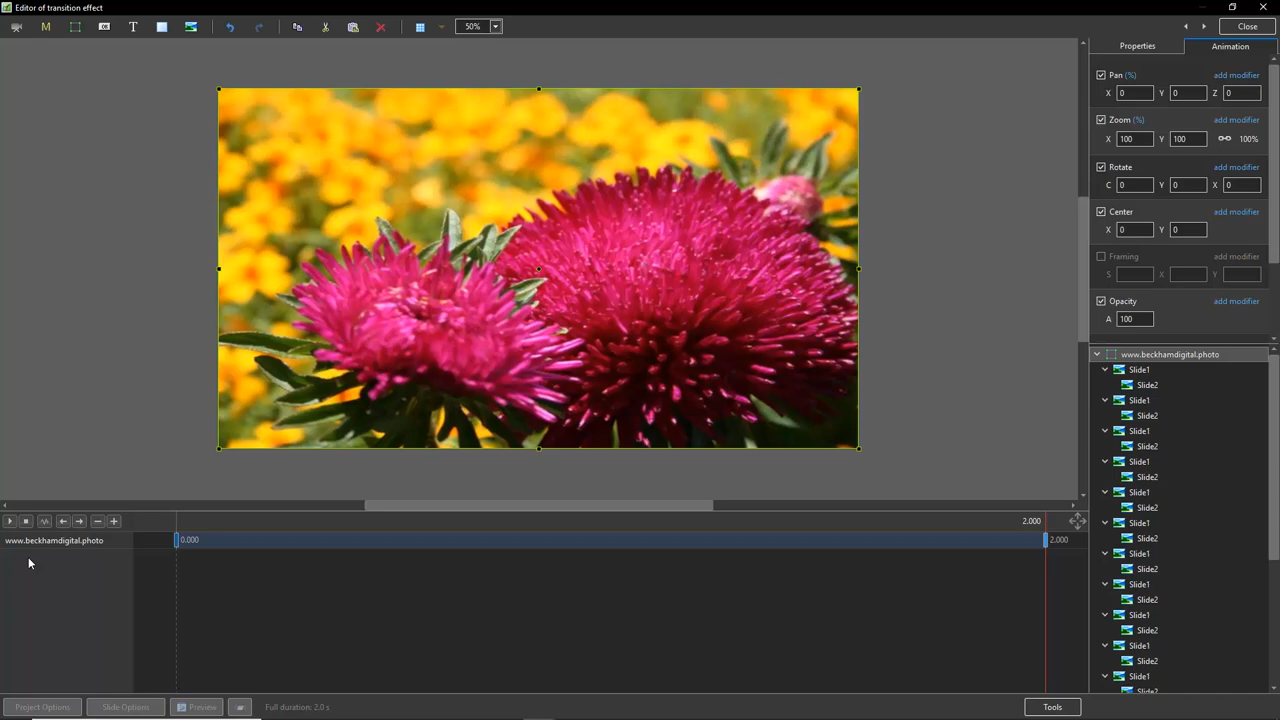 Editor of transition effect
M
OK
T
50%
Close
Properties
Animation
Pan (%)
add modifier
X 0 Y 0 Z 0
Zoom (%)
add modifier
X 100 Y 100 100%
Rotate
add modifier
C 0 Y 0 X 0
Center
add modifier
X 0 Y 0
Framing
add modifier
S X Y
Opacity
add modifier
A 100
www.beckhamdigital.photo
Slide1
Slide2
Slide1
Slide2
Slide1
Slide2
Slide1
Slide2
Slide1
Slide2
Slide1
Slide2
Slide1
Slide2
Slide1
Slide2
Slide1
Slide2
Slide1
Slide2
Slide1
Slide2
2.000
www.beckhamdigital.photo
0.000
2.000
Project Options
Slide Options
Preview
Full duration: 2.0 s
Tools